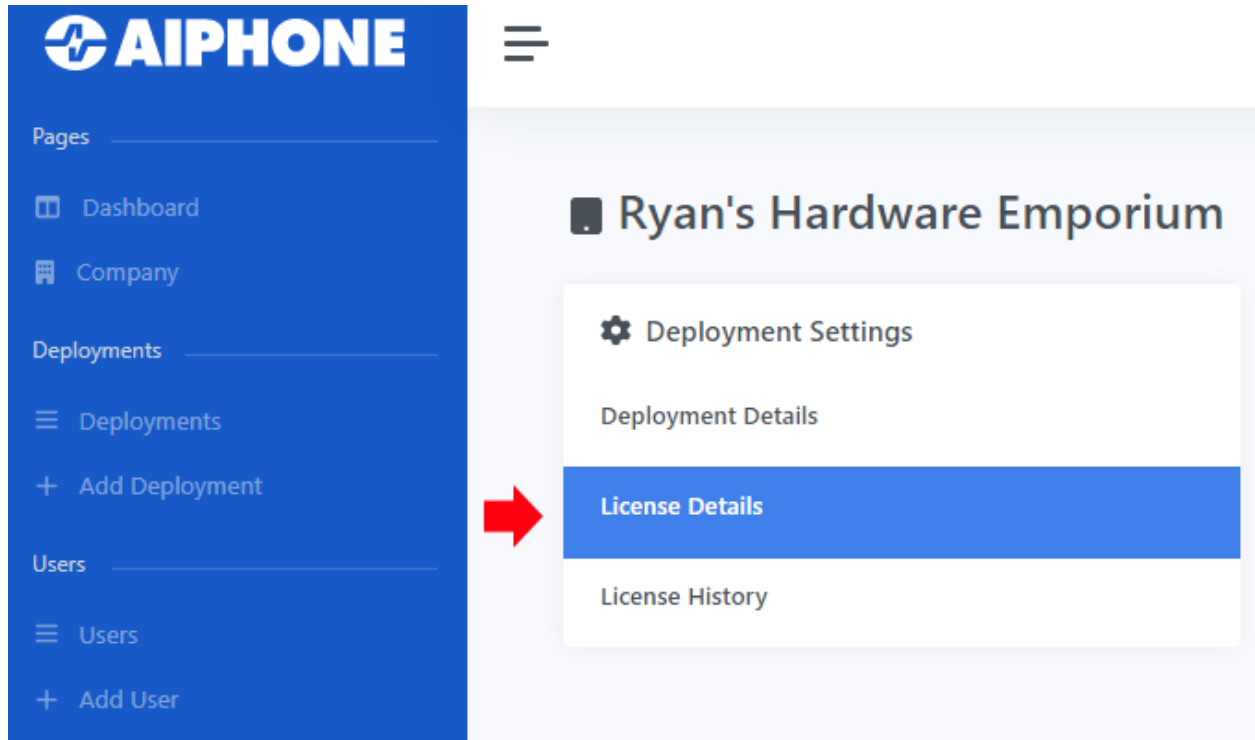 AIPHONE
Pages
Dashboard
Company
Deployments
Deployments
Add Deployment
Users
Users
Add User
Ryan's Hardware Emporium
Deployment Settings
Deployment Details
License Details
License History